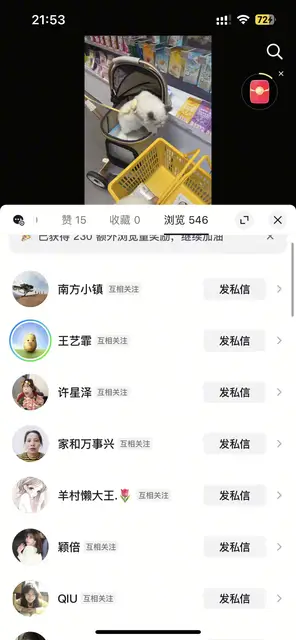 21:53
72
赞 15
收藏 0
浏览 546
已获得 230 额外浏览量奖励，继续加油
南方小镇 互相关注 发私信
王艺霏 互相关注 发私信
许星泽 互相关注 发私信
家和万事兴 互相关注 发私信
羊村懒大王.🌷 互相关注 发私信
颖倍 互相关注 发私信
QIU 互相关注 发私信